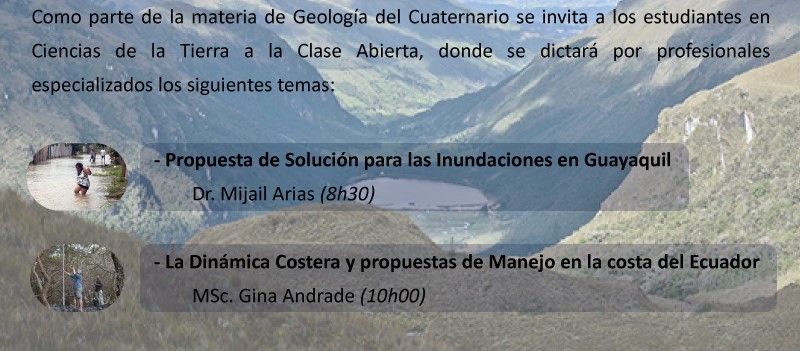 Como parte de la materia de Geología del Cuaternario se invita a los estudiantes en
Ciencias de la Tierra a la Clase Abierta, donde se dictará por profesionales
especializados los siguientes temas:
- Propuesta de Solución para las Inundaciones en Guayaquil
Dr. Mijail Arias (8h30)
- La Dinámica Costera y propuestas de Manejo en la costa del Ecuador
MSc. Gina Andrade (10h00)